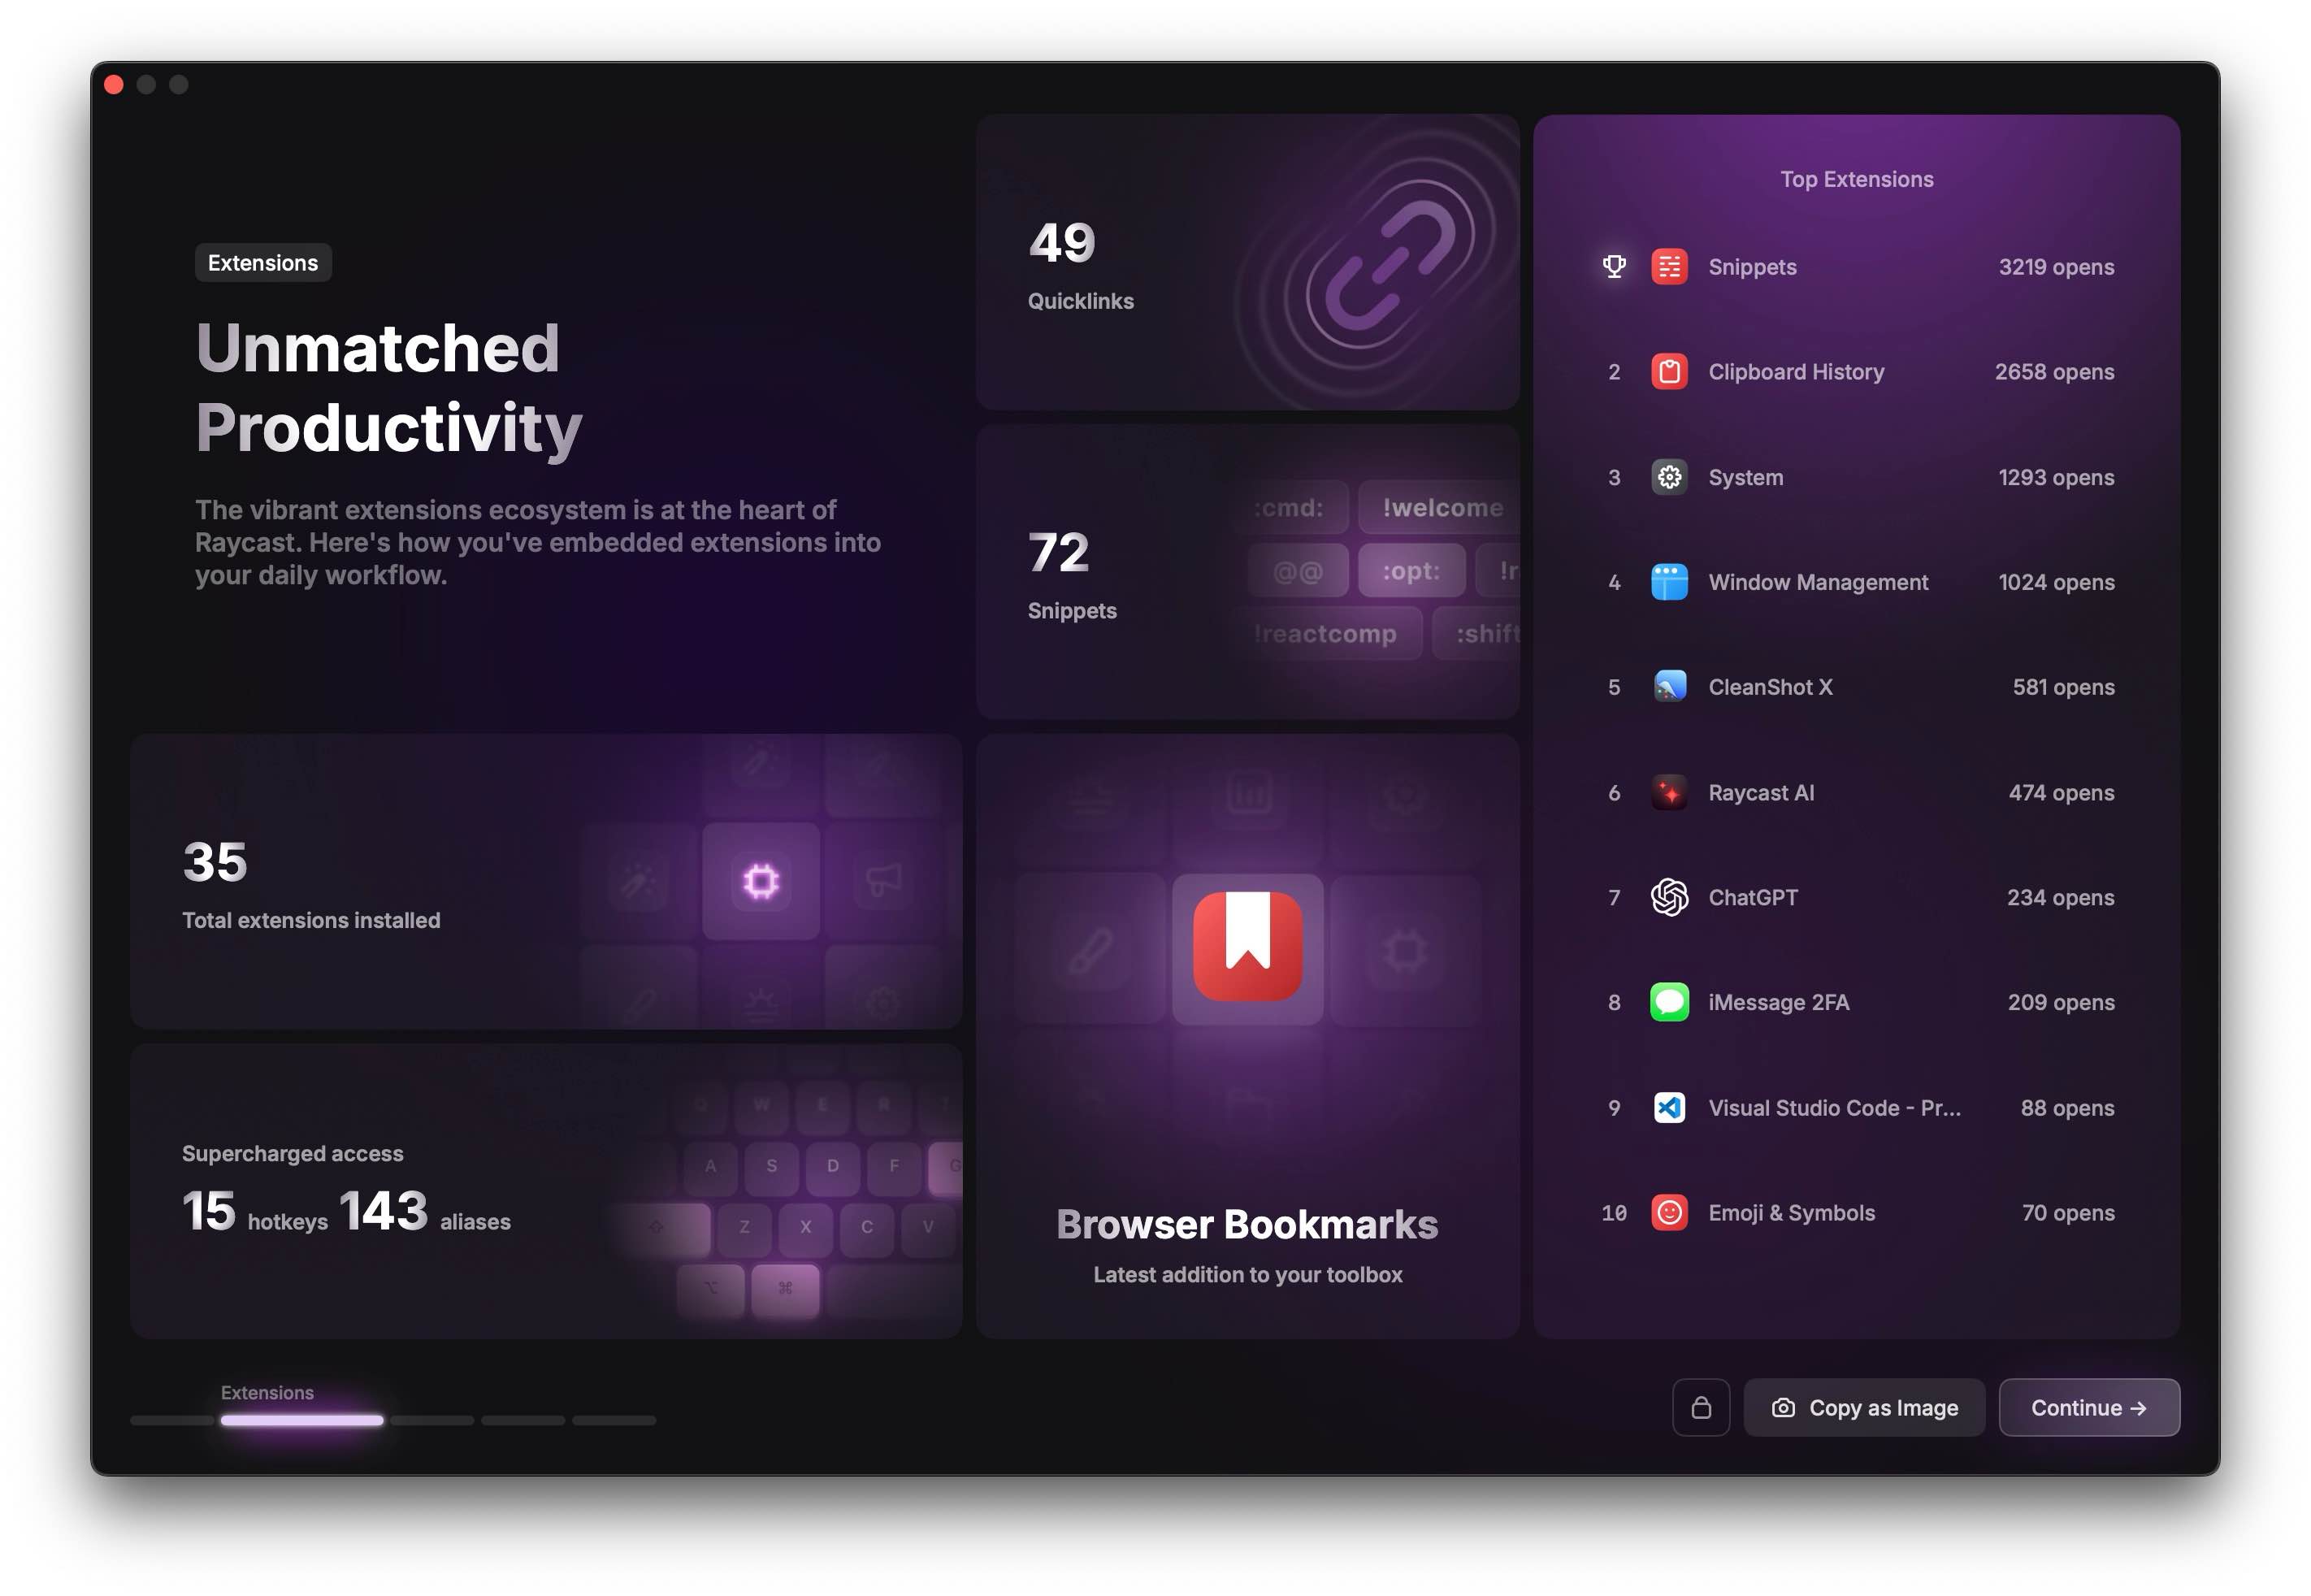 Extensions
Unmatched
Productivity
The vibrant extensions ecosystem is at the heart of
Raycast. Here's how you've embedded extensions into
your daily workflow.
49
Quicklinks
72
Snippets
:cmd:
!welcome
@@
:opt:
!r
!reactcomp
:shift
35
Total extensions installed
Supercharged access
15 hotkeys 143 aliases
Q W E R
A S D F G
Z X C V
⌥ ⌘
Browser Bookmarks
Latest addition to your toolbox
Top Extensions
Snippets 3219 opens
2 Clipboard History 2658 opens
3 System 1293 opens
4 Window Management 1024 opens
5 CleanShot X 581 opens
6 Raycast AI 474 opens
7 ChatGPT 234 opens
8 iMessage 2FA 209 opens
9 Visual Studio Code - Pr... 88 opens
10 Emoji & Symbols 70 opens
Extensions
Copy as Image
Continue →